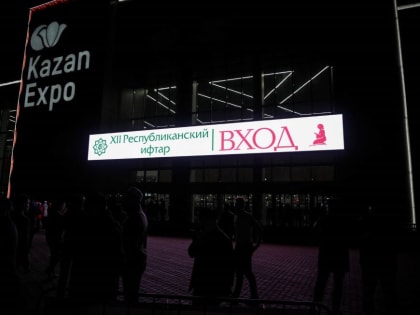 Kazan
Expo
XII Республиканский
ифтар
ВХОД